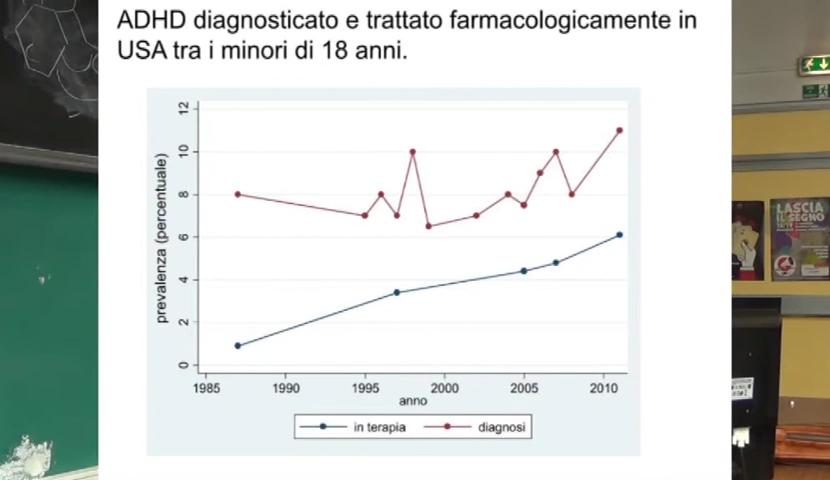 ADHD diagnosticato e trattato farmacologicamente in
USA tra i minori di 18 anni.
prevalenza (percentuale)
12
10
8
6
4
2
0
1985 1990 1995 2000 2005 2010
anno
in terapia diagnosi
LASCIA
IL SEGNO